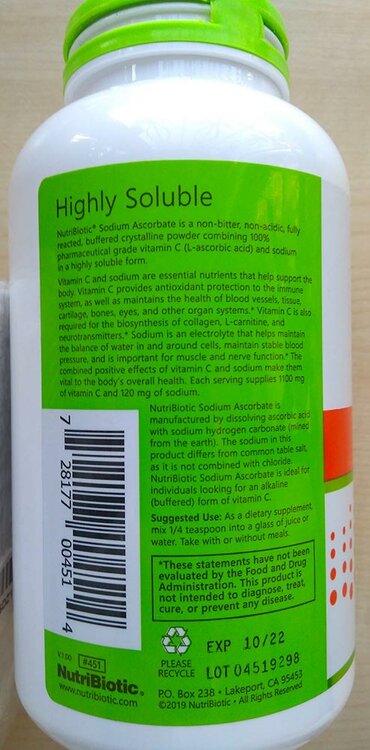 Highly Soluble
NutriBiotic® Sodium Ascorbate is a non-bitter, non-acidic, fully
reacted, buffered crystalline powder combining 100%
pharmaceutical grade vitamin C (L-ascorbic acid) and sodium
in a highly soluble form.
Vitamin C and sodium are essential nutrients that help support the
body. Vitamin C provides antioxidant protection to the immune
system, as well as maintains the health of blood vessels, tissue,
cartilage, bones, eyes, and other organ systems.* Vitamin C is also
required for the biosynthesis of collagen, L-carnitine, and
neurotransmitters.* Sodium is an electrolyte that helps maintain
the balance of water in and around cells, maintain stable blood
pressure, and is important for muscle and nerve function.* The
combined positive effects of vitamin C and sodium make them
vital to the body's overall health. Each serving supplies 1100 mg
of vitamin C and 120 mg of sodium.
NutriBiotic Sodium Ascorbate is
manufactured by dissolving ascorbic acid
with sodium hydrogen carbonate (mined
from the earth). The sodium in this
product differs from common table salt,
as it is not combined with chloride.
NutriBiotic Sodium Ascorbate is ideal for
individuals looking for an alkaline
(buffered) form of vitamin C.
Suggested Use: As a dietary supplement,
mix 1/4 teaspoon into a glass of juice or
water. Take with or without meals.
*These statements have not been
evaluated by the Food and Drug
Administration. This product is
not intended to diagnose, treat,
cure, or prevent any disease.
7 28177 00451 4
V.1.00 #451
NutriBiotic®
www.nutribiotic.com
PLEASE
RECYCLE
EXP 10/22
LOT 04519298
P.O. Box 238 • Lakeport, CA 95453
©2019 NutriBiotic • All Rights Reserved